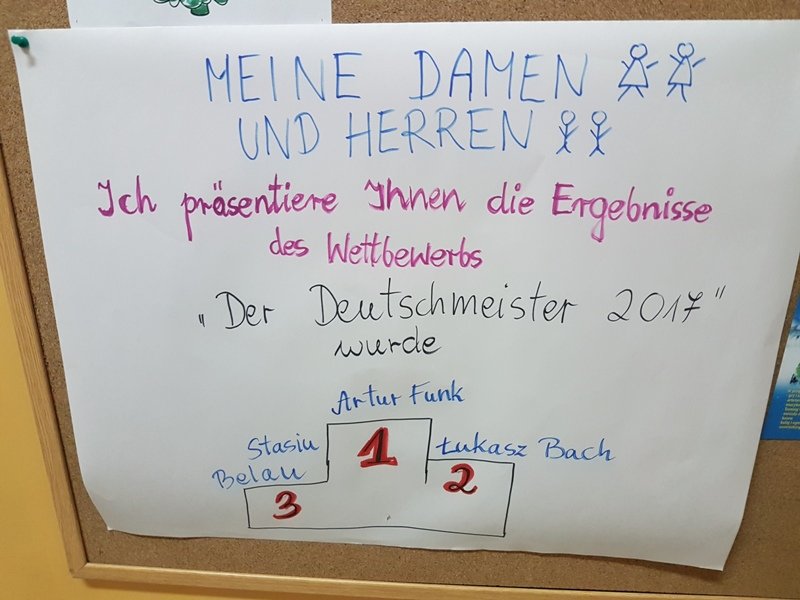 MEINE DAMEN
UND HERREN
Ich präsentiere Ihnen die Ergebnisse
des Wettbewerbs
„Der Deutschmeister 2017"
wurde
Artur Funk
Stasiu
Belau
Łukasz Bach
1
2
3